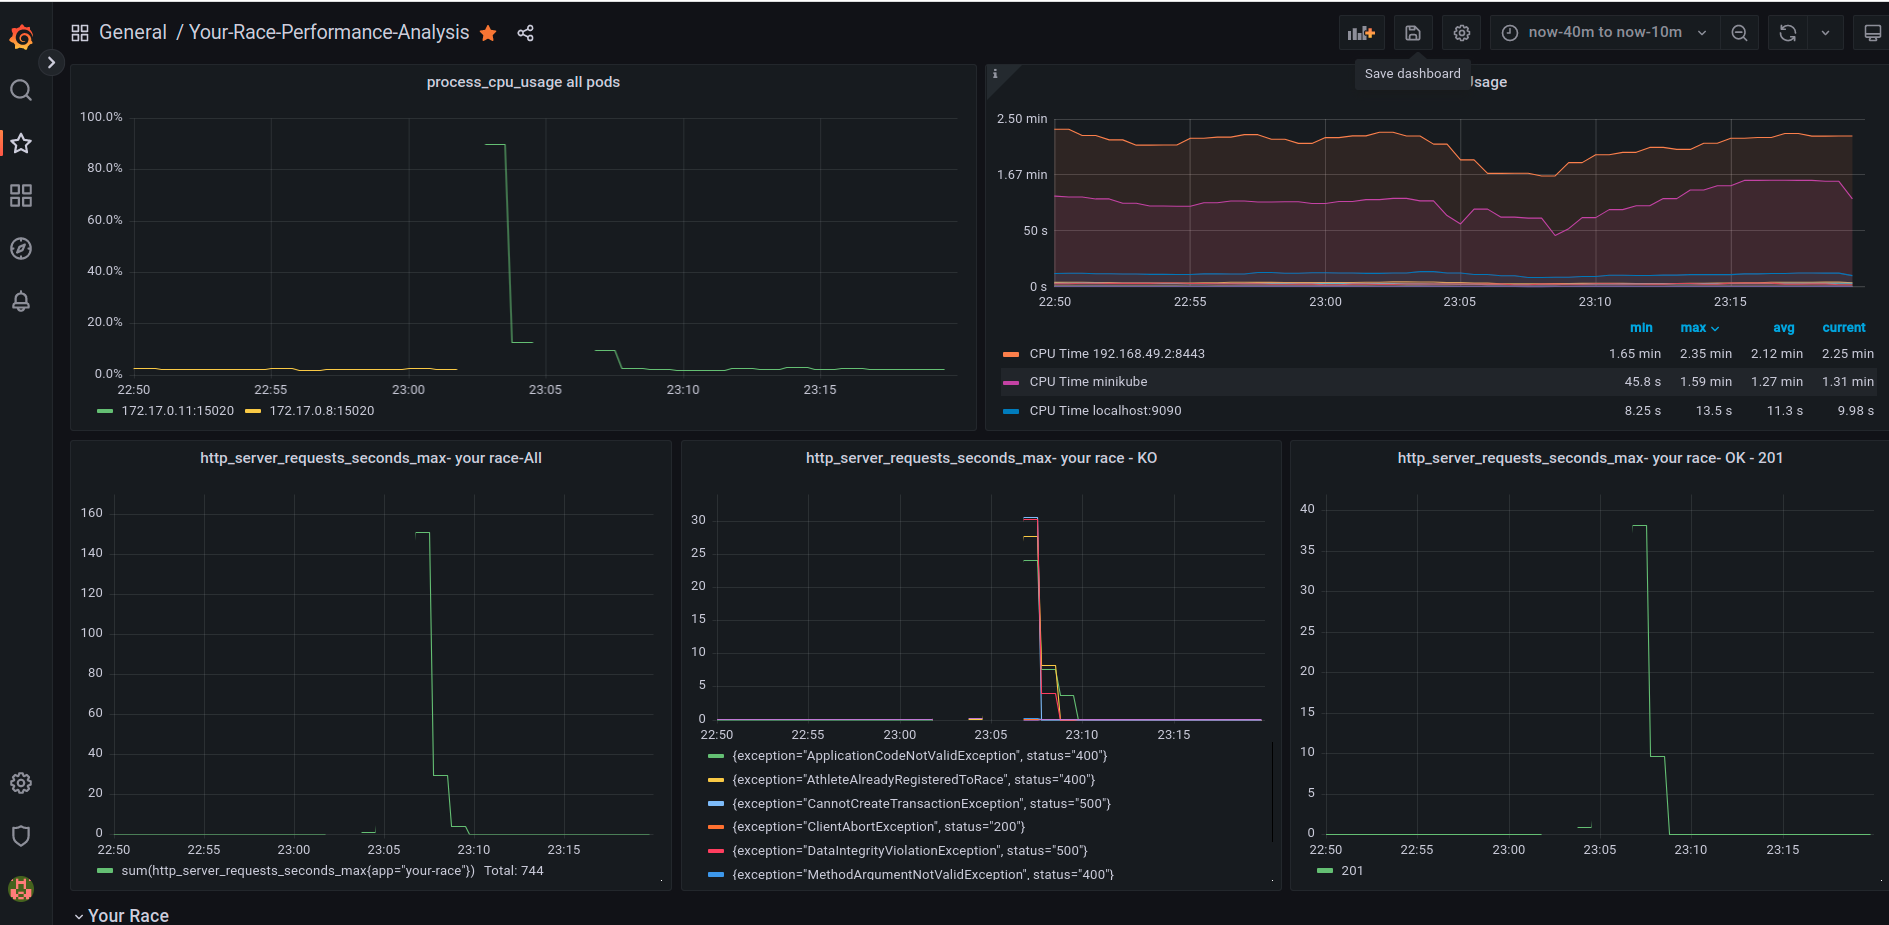 General / Your-Race-Performance-Analysis
now-40m to now-10m
Save dashboard
process_cpu_usage all pods
100.0%
80.0%
60.0%
40.0%
20.0%
0.0%
22:50 22:55 23:00 23:05 23:10 23:15
172.17.0.11:15020 172.17.0.8:15020
i
2.50 min
1.67 min
50 s
0 s
22:50 22:55 23:00 23:05 23:10 23:15
min max avg current
CPU Time 192.168.49.2:8443 1.65 min 2.35 min 2.12 min 2.25 min
CPU Time minikube 45.8 s 1.59 min 1.27 min 1.31 min
CPU Time localhost:9090 8.25 s 13.5 s 11.3 s 9.98 s
http_server_requests_seconds_max- your race-All
160
140
120
100
80
60
40
20
0
22:50 22:55 23:00 23:05 23:10 23:15
sum(http_server_requests_seconds_max{app="your-race"}) Total: 744
http_server_requests_seconds_max- your race - KO
30
25
20
15
10
5
0
22:50 22:55 23:00 23:05 23:10 23:15
{exception="ApplicationCodeNotValidException", status="400"}
{exception="AthleteAlreadyRegisteredToRace", status="400"}
{exception="CannotCreateTransactionException", status="500"}
{exception="ClientAbortException", status="200"}
{exception="DataIntegrityViolationException", status="500"}
{exception="MethodArgumentNotValidException", status="400"}
http_server_requests_seconds_max- your race- OK - 201
40
35
30
25
20
15
10
5
0
22:50 22:55 23:00 23:05 23:10 23:15
201
Your Race